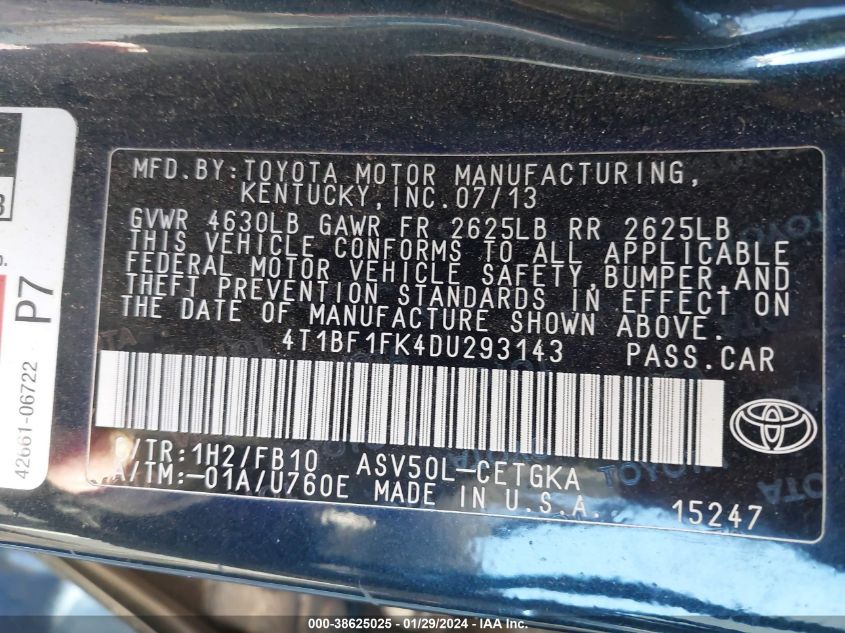 MFD.BY:TOYOTA MOTOR MANUFACTURING,
KENTUCKY,INC.07/13
GVWR 4630LB GAWR FR 2625LB RR 2625LB
THIS VEHICLE CONFORMS TO ALL APPLICABLE
FEDERAL MOTOR VEHICLE SAFETY,BUMPER,AND
THEFT PREVENTION STANDARDS IN EFFECT ON
THE DATE OF MANUFACTURE SHOWN ABOVE.
4T1BF1FK4DU293143 PASS.CAR
C/TR:1H2/FB10 ASV50L-CETGKA
A/TM:-01A/U760E MADE IN U.S.A. 15247
P7
42661-06722
TOYOTA
TOYOTA
000-38625025 - 01/29/2024 - IAA Inc.